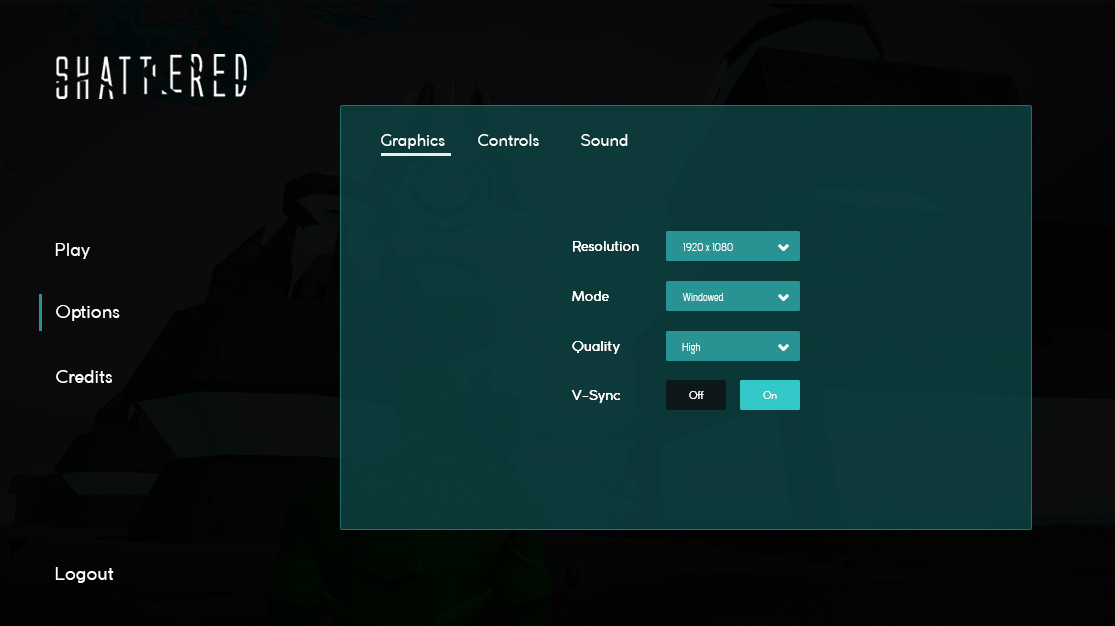 SHATTERED
Graphics Controls Sound
Play
Options
Credits
Logout
Resolution 1920 x 1080
Mode Windowed
Quality High
V-Sync Off On